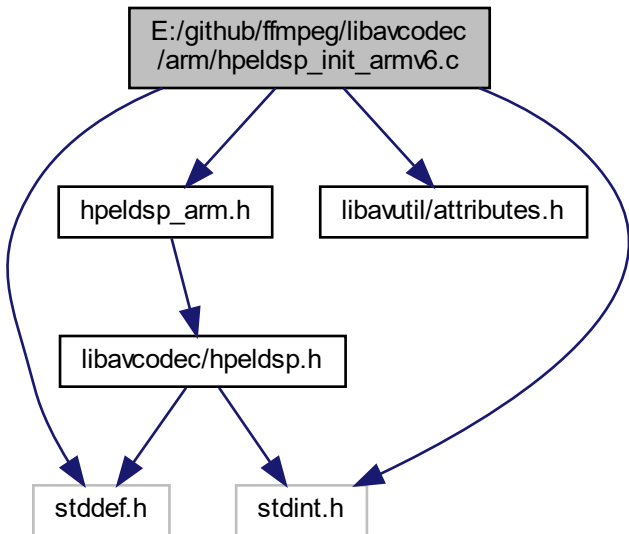 E:/github/ffmpeg/libavcodec
/arm/hpeldsp_init_armv6.c
hpeldsp_arm.h
libavutil/attributes.h
libavcodec/hpeldsp.h
stddef.h
stdint.h